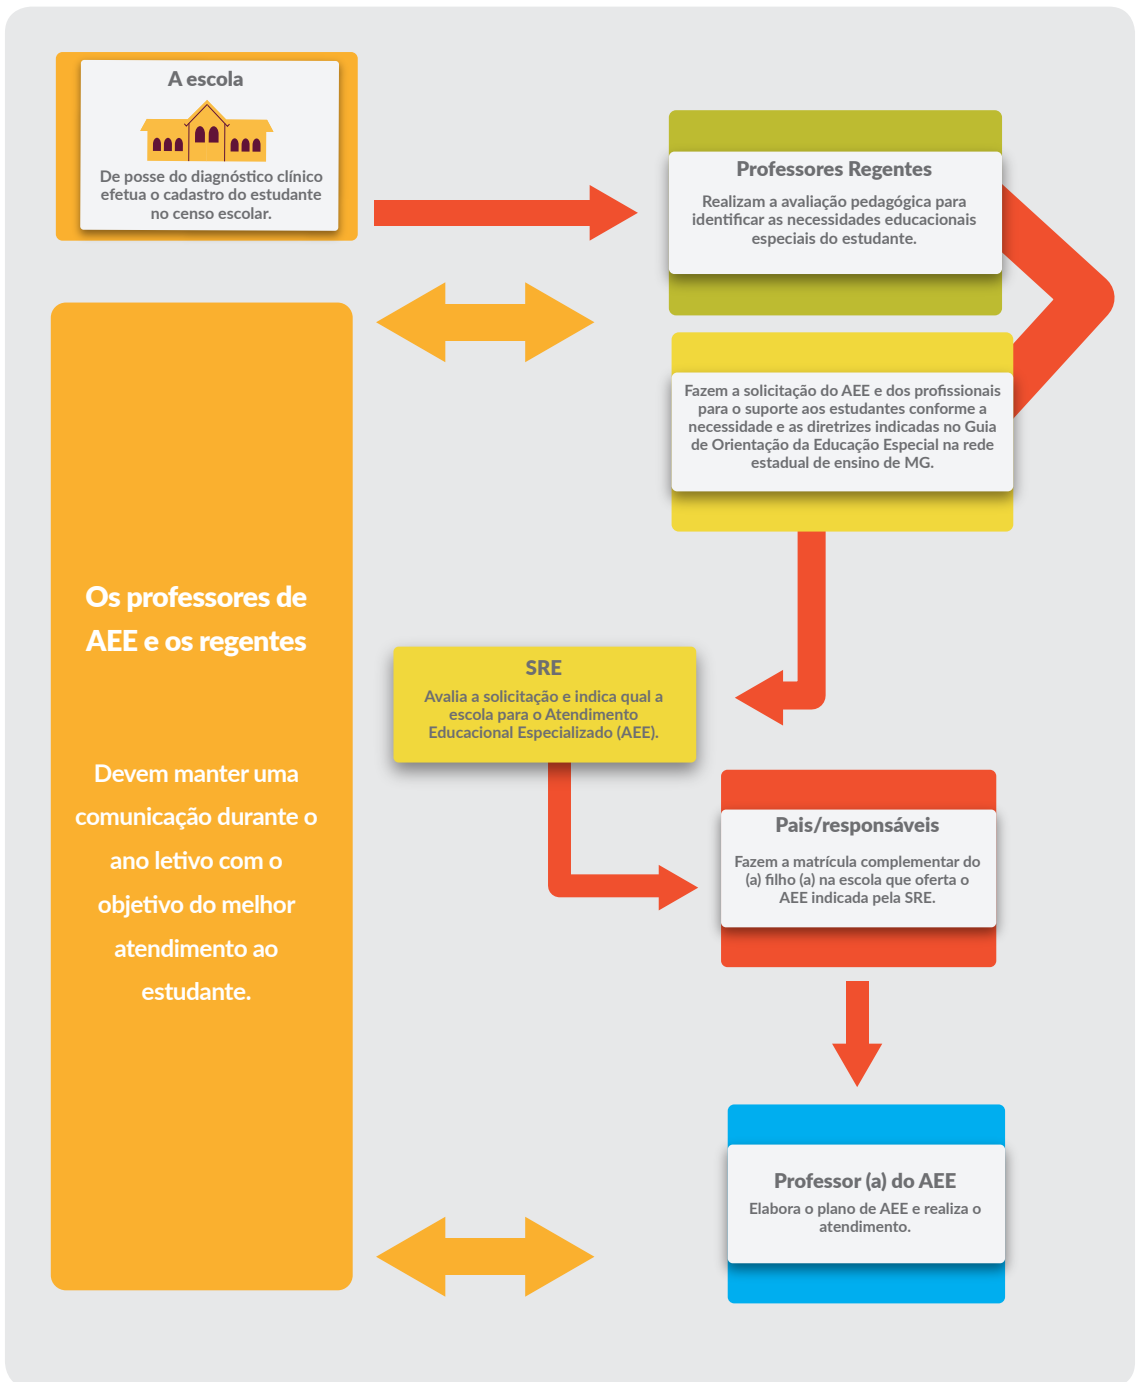 A escola
De posse do diagnóstico clínico
efetua o cadastro do estudante
no censo escolar.
Professores Regentes
Realizam a avaliação pedagógica para
identificar as necessidades educacionais
especiais do estudante.
Fazem a solicitação do AEE e dos profissionais
para o suporte aos estudantes conforme a
necessidade e as diretrizes indicadas no Guia
de Orientação da Educação Especial na rede
estadual de ensino de MG.
Os professores de
AEE e os regentes
Devem manter uma
comunicação durante o
ano letivo com o
objetivo do melhor
atendimento ao
estudante.
SRE
Avalia a solicitação e indica qual a
escola para o Atendimento
Educacional Especializado (AEE).
Pais/responsáveis
Fazem a matrícula complementar do
(a) filho (a) na escola que oferta o
AEE indicada pela SRE.
Professor (a) do AEE
Elabora o plano de AEE e realiza o
atendimento.